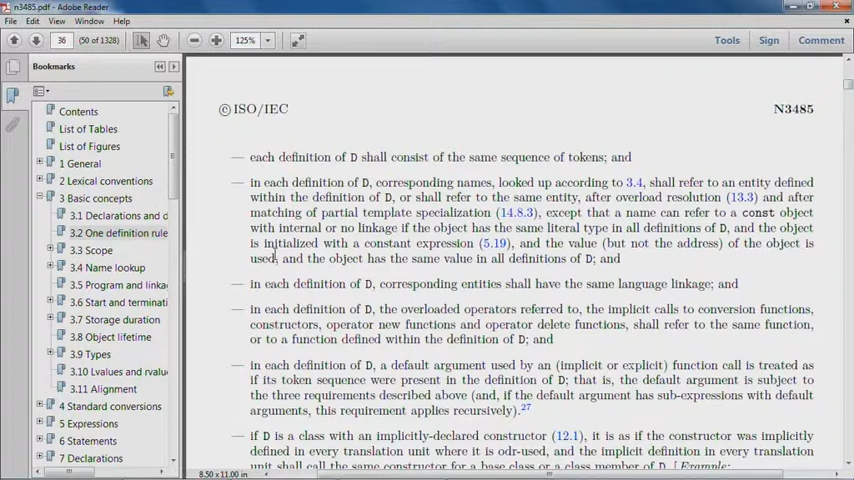 n3485.pdf - Adobe Reader
File Edit View Window Help
36 (50 of 1328) 125% Tools Sign Comment
Bookmarks
Contents
List of Tables
List of Figures
1 General
2 Lexical conventions
3 Basic concepts
3.1 Declarations and d
3.2 One definition rule
3.3 Scope
3.4 Name lookup
3.5 Program and linka
3.6 Start and terminati
3.7 Storage duration
3.8 Object lifetime
3.9 Types
3.10 Lvalues and rvalu
3.11 Alignment
4 Standard conversions
5 Expressions
6 Statements
7 Declarations
8.50 x 11.00 in
© ISO/IEC N3485
— each definition of D shall consist of the same sequence of tokens; and
— in each definition of D, corresponding names, looked up according to 3.4, shall refer to an entity defined
within the definition of D, or shall refer to the same entity, after overload resolution (13.3) and after
matching of partial template specialization (14.8.3), except that a name can refer to a const object
with internal or no linkage if the object has the same literal type in all definitions of D, and the object
is initialized with a constant expression (5.19), and the value (but not the address) of the object is
used, and the object has the same value in all definitions of D; and
— in each definition of D, corresponding entities shall have the same language linkage; and
— in each definition of D, the overloaded operators referred to, the implicit calls to conversion functions,
constructors, operator new functions and operator delete functions, shall refer to the same function,
or to a function defined within the definition of D; and
— in each definition of D, a default argument used by an (implicit or explicit) function call is treated as
if its token sequence were present in the definition of D; that is, the default argument is subject to
the three requirements described above (and, if the default argument has sub-expressions with default
arguments, this requirement applies recursively).27
— if D is a class with an implicitly-declared constructor (12.1), it is as if the constructor was implicitly
defined in every translation unit where it is odr-used, and the implicit definition in every translation
unit shall call the same constructor for a base class or a class member of D. [ Example: